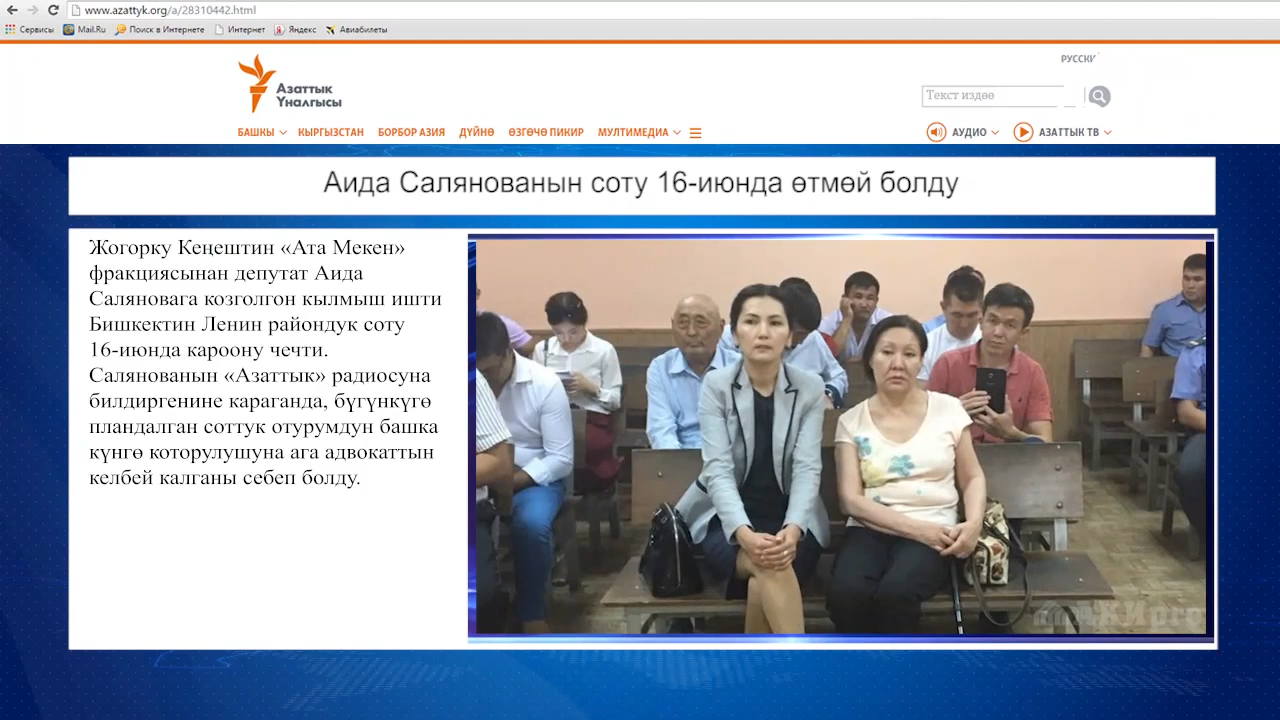 www.azattyk.org/a/28310442.html
Сервисы Mail.Ru Поиск в Интернете Интернет Яндекс Авиабилеты
Азаттык
Үналгысы
РУССКИ
Текст издөө
БАШКЫ КЫРГЫЗСТАН БОРБОР АЗИЯ ДҮЙНӨ ӨЗГӨЧӨ ПИКИР МУЛТИМЕДИА АУДИО АЗАТТЫК ТВ
Аида Салянованын соту 16-июнда өтмөй болду
Жогорку Кеңештин «Ата Мекен»
фракциясынан депутат Аида
Саляновага козголгон кылмыш ишти
Бишкектин Ленин райондук соту
16-июнда кароону чечти.
Салянованын «Азаттык» радиосуна
билдиргенине караганда, бүгүнкүгө
пландалган соттук отурумдун башка
күнгө которулушуна ага адвокаттын
келбей калганы себеп болду.